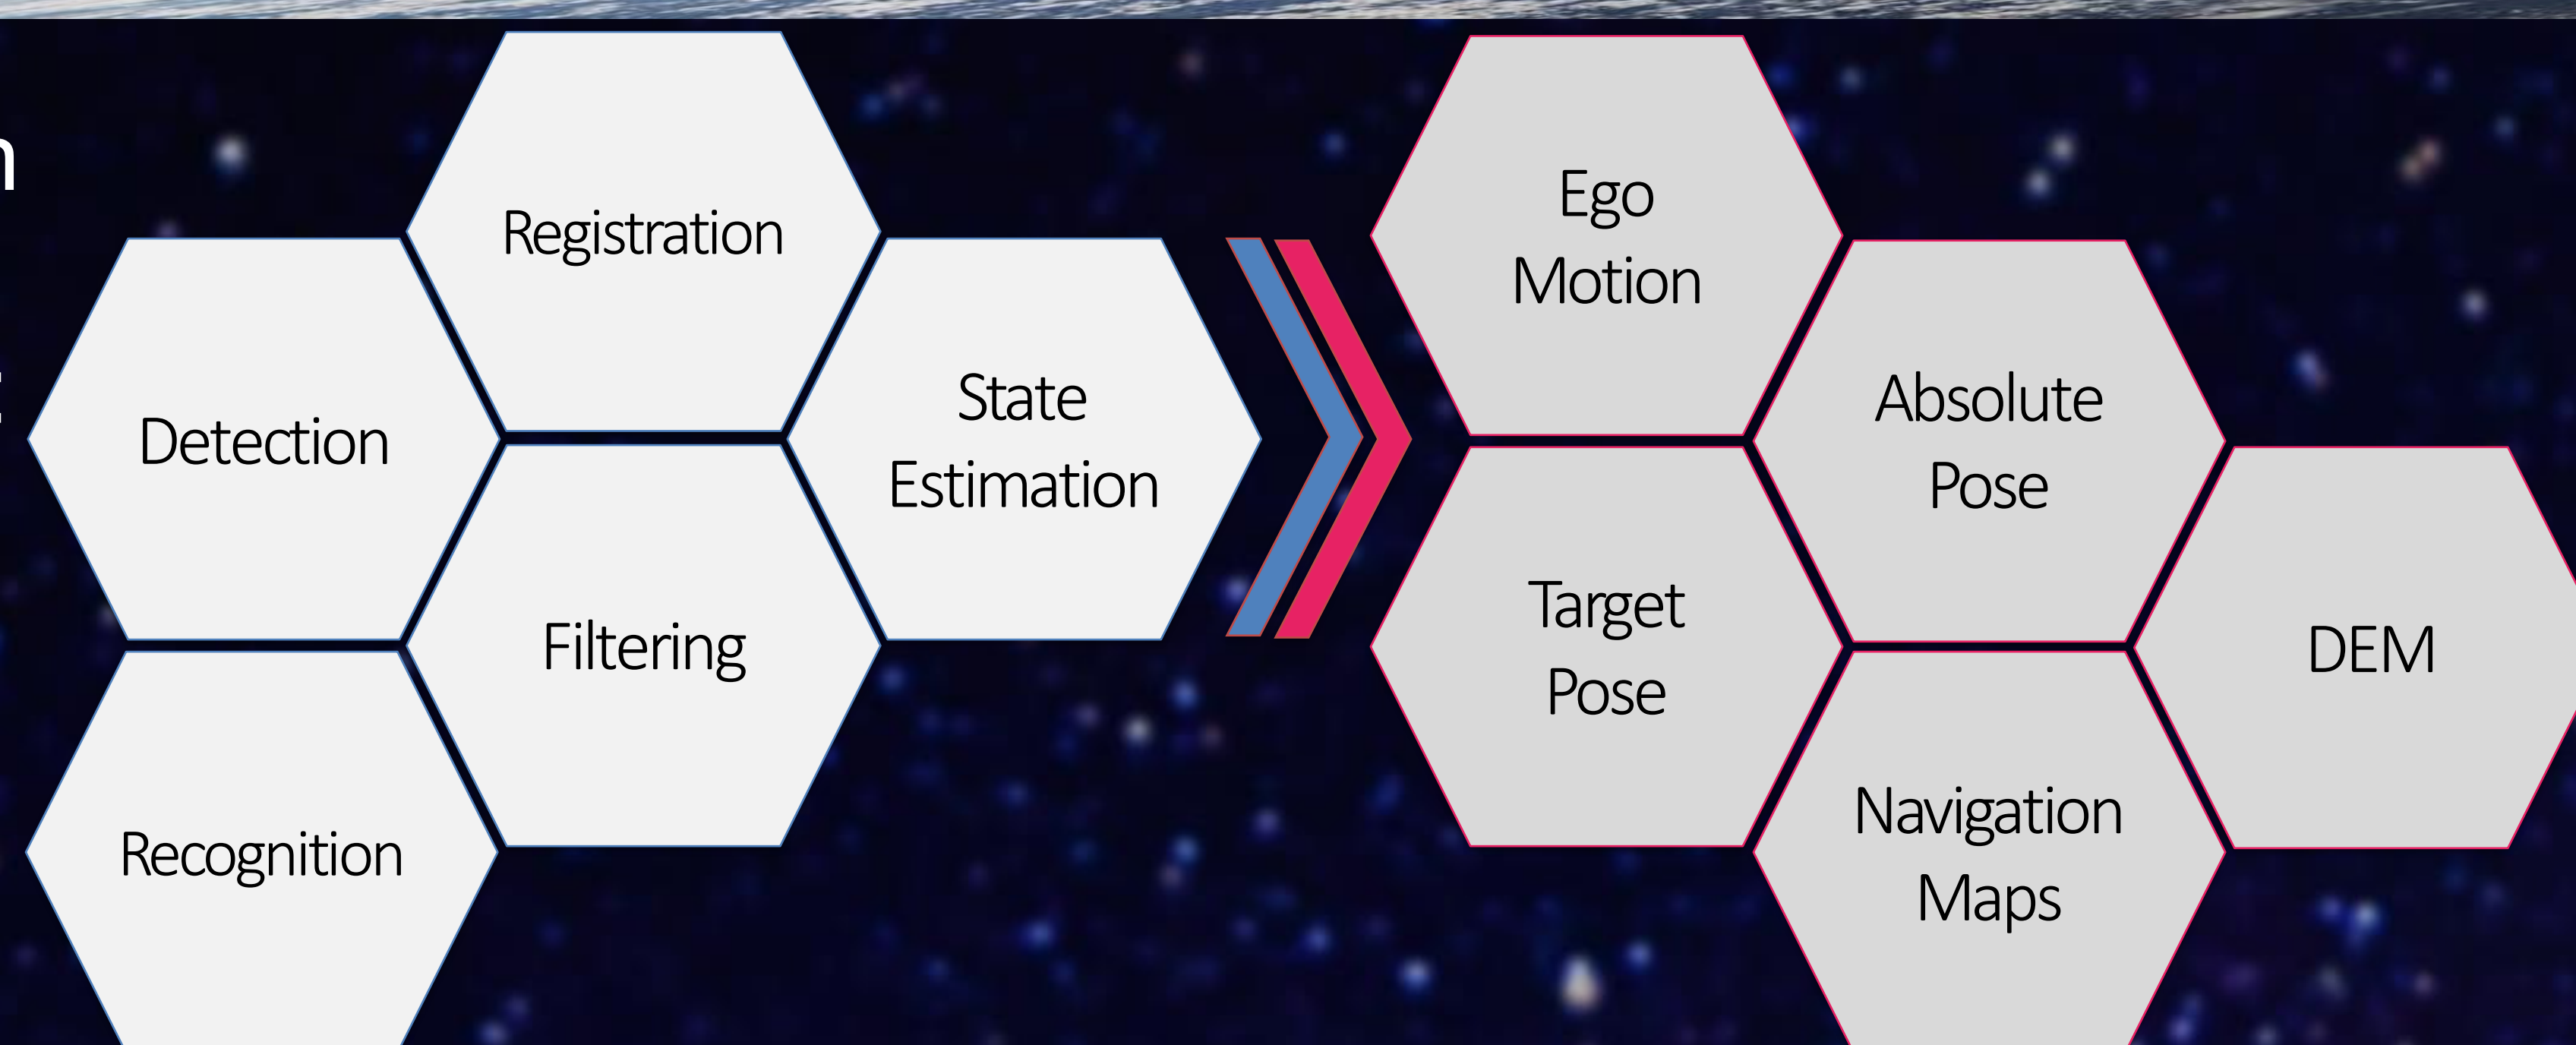 Registration
Detection
State
Estimation
Filtering
Recognition
Ego
Motion
Absolute
Pose
Target
Pose
DEM
Navigation
Maps